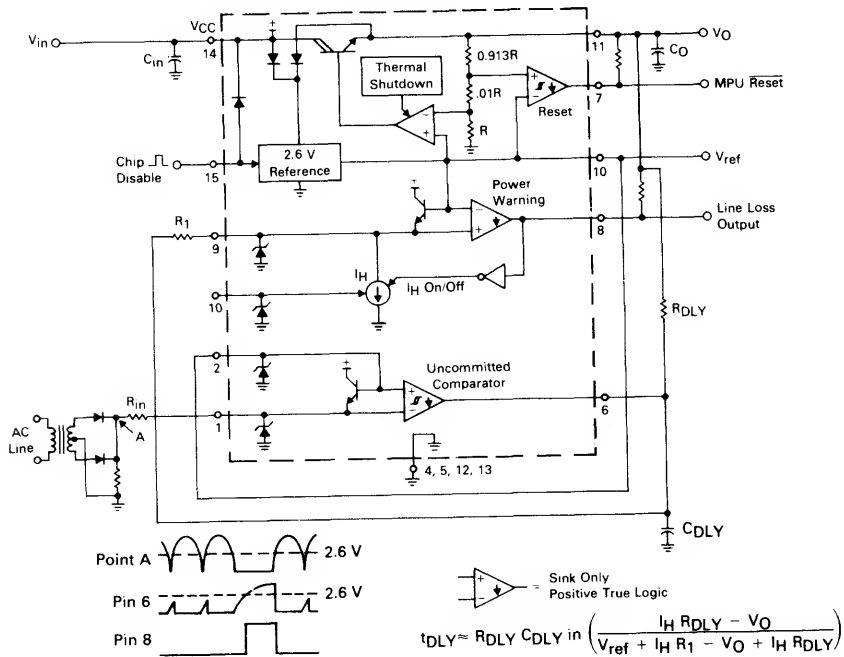 Vin
Cin
VCC
14
Thermal
Shutdown
0.913R
.01R
R
Reset
11
CO
VO
7
MPU Reset
Chip
Disable
15
2.6 V
Reference
10
Vref
Power
Warning
8
Line Loss
Output
R1
9
IH
IH On/Off
10
RDLY
2
Uncommitted
Comparator
6
AC
Line
A
Rin
1
4, 5, 12, 13
CDLY
Point A
2.6 V
Pin 6
2.6 V
Pin 8
Sink Only
Positive True Logic
tDLY ≈ RDLY CDLY in (IH RDLY − VO / Vref + IH R1 − VO + IH RDLY)